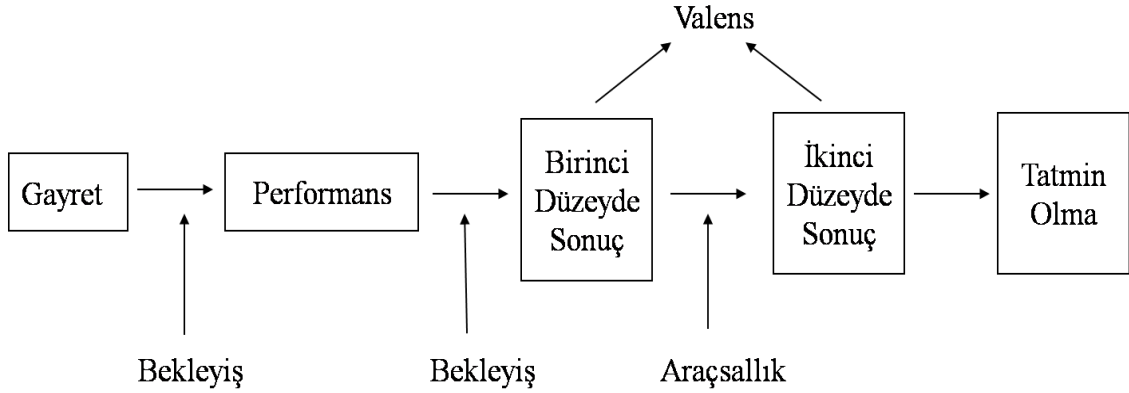 Valens
Gayret
Performans
Birinci
Düzeyde
Sonuç
İkinci
Düzeyde
Sonuç
Tatmin
Olma
Bekleyiş
Bekleyiş
Araçsallık